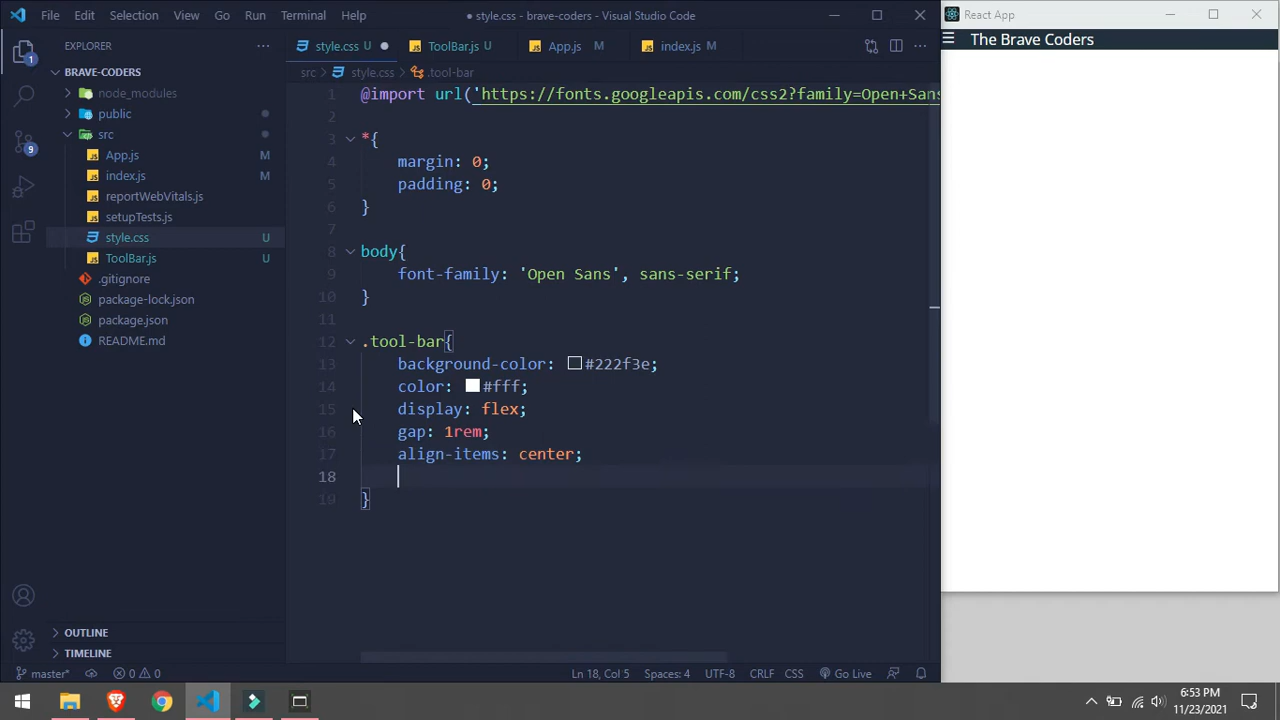 File Edit Selection View Go Run Terminal Help
style.css - brave-coders - Visual Studio Code
React App
EXPLORER
style.css U
ToolBar.js U
App.js M
index.js M
☰ The Brave Coders
BRAVE-CODERS
src > style.css > .tool-bar
node_modules
public
src
App.js M
index.js M
reportWebVitals.js
setupTests.js
style.css U
ToolBar.js U
.gitignore
package-lock.json
package.json
README.md
1 @import url('https://fonts.googleapis.com/css2?family=Open+Sans
2
3 *{
4 margin: 0;
5 padding: 0;
6 }
7
8 body{
9 font-family: 'Open Sans', sans-serif;
10 }
11
12 .tool-bar{
13 background-color: #222f3e;
14 color: #fff;
15 display: flex;
16 gap: 1rem;
17 align-items: center;
18
19 }
1
9
OUTLINE
TIMELINE
master* 0 0
Ln 18, Col 5 Spaces: 4 UTF-8 CRLF CSS Go Live
6:53 PM
11/23/2021